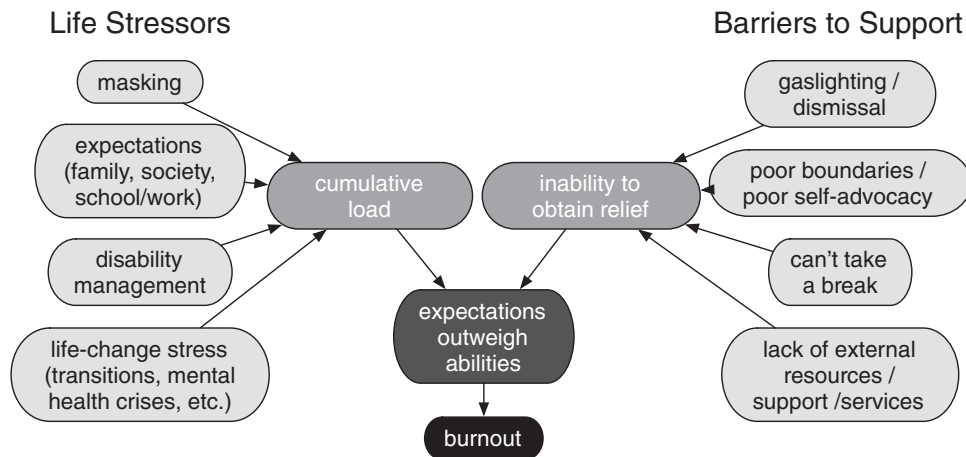 Life Stressors
Barriers to Support
masking
expectations
(family, society,
school/work)
disability
management
life-change stress
(transitions, mental
health crises, etc.)
cumulative
load
inability to
obtain relief
gaslighting /
dismissal
poor boundaries /
poor self-advocacy
can't take
a break
lack of external
resources /
support /services
expectations
outweigh
abilities
burnout